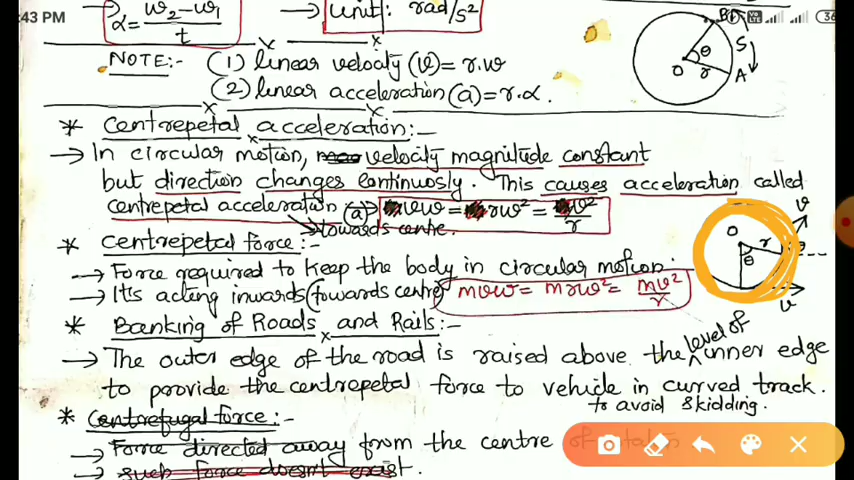 :43 PM
36
α = ω2 - ω1 / t
→ Unit: rad/s²
NOTE:- (1) linear velocity (v) = r.ω
(2) linear acceleration (a) = r.α.
B
S
θ
O
r
A
* Centrepetal acceleration:-
→ In circular motion, velocity magnitude constant
but direction changes continuosly. This causes acceleration called
centrepetal acceleration (a) → vω = rω² = v²/r
towards centre.
* Centrepetal force:-
→ Force required to keep the body in circular motion.
→ It's acting inwards (towards centre) mvω = mrω² = mv²/r
O
r
θ
v
θ
v
* Banking of Roads and Rails:-
→ The outer edge of the road is raised above the level of inner edge
to provide the centrepetal force to vehicle in curved track.
to avoid skidding.
* Centrefugal force:-
→ Force directed away from the centre of
→ such force doesn't exist.